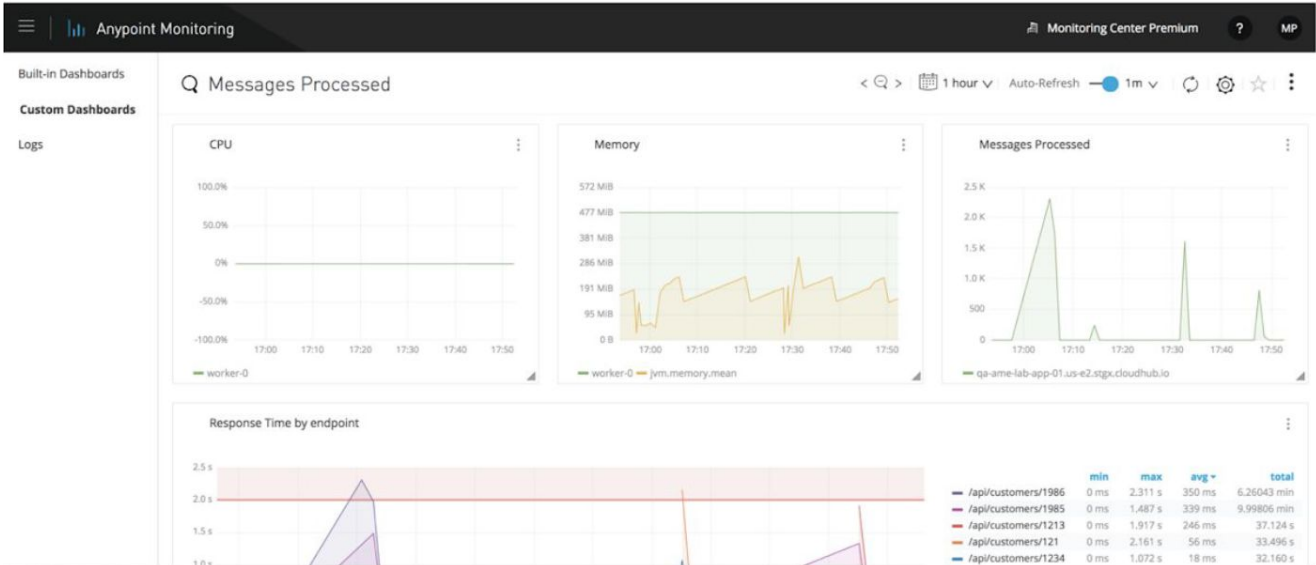 Anypoint Monitoring
Monitoring Center Premium ? MP
Built-in Dashboards
Custom Dashboards
Logs
Messages Processed
< > 1 hour Auto-Refresh 1m
CPU
100.0%
50.0%
0%
-50.0%
-100.0%
17:00 17:10 17:20 17:30 17:40 17:50
worker-0
Memory
572 MiB
477 MiB
381 MiB
286 MiB
191 MiB
95 MiB
0 B
17:00 17:10 17:20 17:30 17:40 17:50
worker-0 jvm.memory.mean
Messages Processed
2.5 K
2.0 K
1.5 K
1.0 K
500
0
17:00 17:10 17:20 17:30 17:40 17:50
qa-ame-lab-app-01.us-e2.stgx.cloudhub.io
Response Time by endpoint
2.5 s
2.0 s
1.5 s
1.0 s
min max avg total
/api/customers/1986 0 ms 2.311 s 350 ms 6.26043 min
/api/customers/1985 0 ms 1.487 s 339 ms 9.99806 min
/api/customers/1213 0 ms 1.917 s 246 ms 37.124 s
/api/customers/121 0 ms 2.161 s 56 ms 33.496 s
/api/customers/1234 0 ms 1.072 s 18 ms 32.160 s